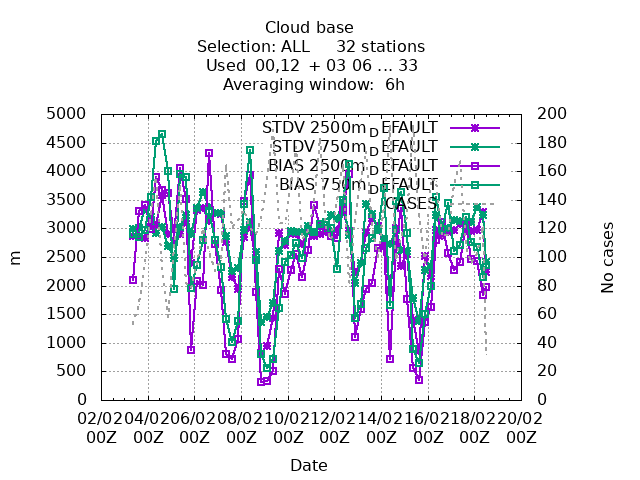 Cloud base
Selection: ALL 32 stations
Used 00,12 + 03 06 ... 33
Averaging window: 6h
STDV 2500m_DEFAULT
STDV 750m_DEFAULT
BIAS 2500m_DEFAULT
BIAS 750m_DEFAULT
CASES
5000
4500
4000
3500
3000
2500
2000
1500
1000
500
0
m
200
180
160
140
120
100
80
60
40
20
0
No cases
02/02 04/02 06/02 08/02 10/02 12/02 14/02 16/02 18/02 20/02
00Z 00Z 00Z 00Z 00Z 00Z 00Z 00Z 00Z 00Z
Date